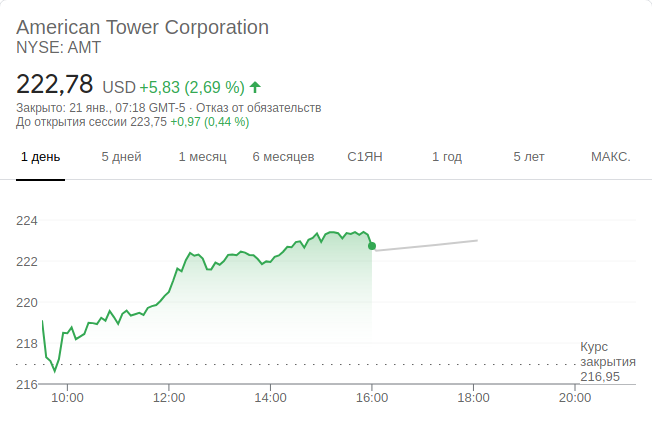 American Tower Corporation
NYSE: AMT
222,78 USD +5,83 (2,69 %)
Закрыто: 21 янв., 07:18 GMT-5 · Отказ от обязательств
До открытия сессии 223,75 +0,97 (0,44 %)
1 день 5 дней 1 месяц 6 месяцев С1ЯН 1 год 5 лет МАКС.
224
222
220
218
Курс
закрытия
216,95
216
10:00 12:00 14:00 16:00 18:00 20:00